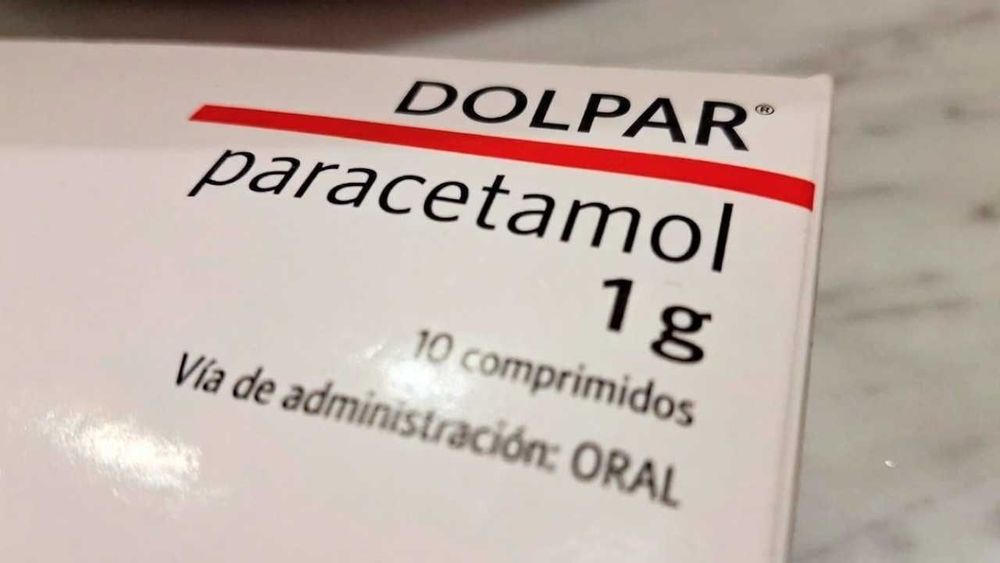 DOLPAR®
paracetamol
1 g
10 comprimidos
Vía de administración: ORAL